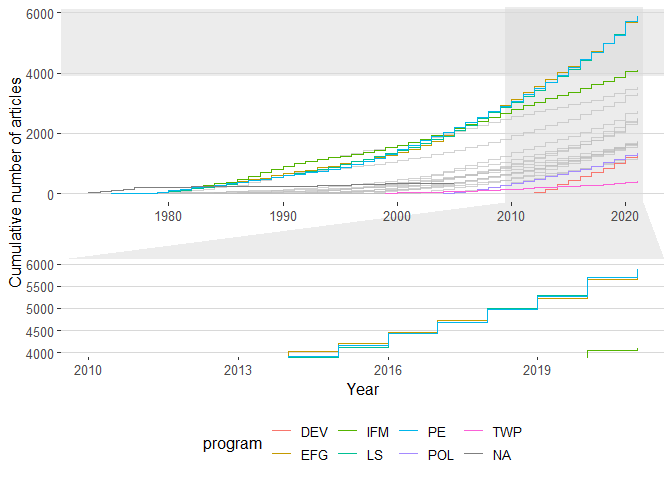 Cumulative number of articles
6000
4000
2000
0
1980 1990 2000 2010 2020
6000
5500
5000
4500
4000
2010 2013 2016 2019
Year
program
DEV IFM PE TWP
EFG LS POL NA